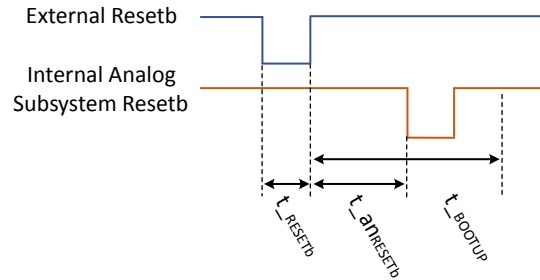 External Resetb
Internal Analog
Subsystem Resetb
t_RESETb
t_anRESETb
t_BOOTUP